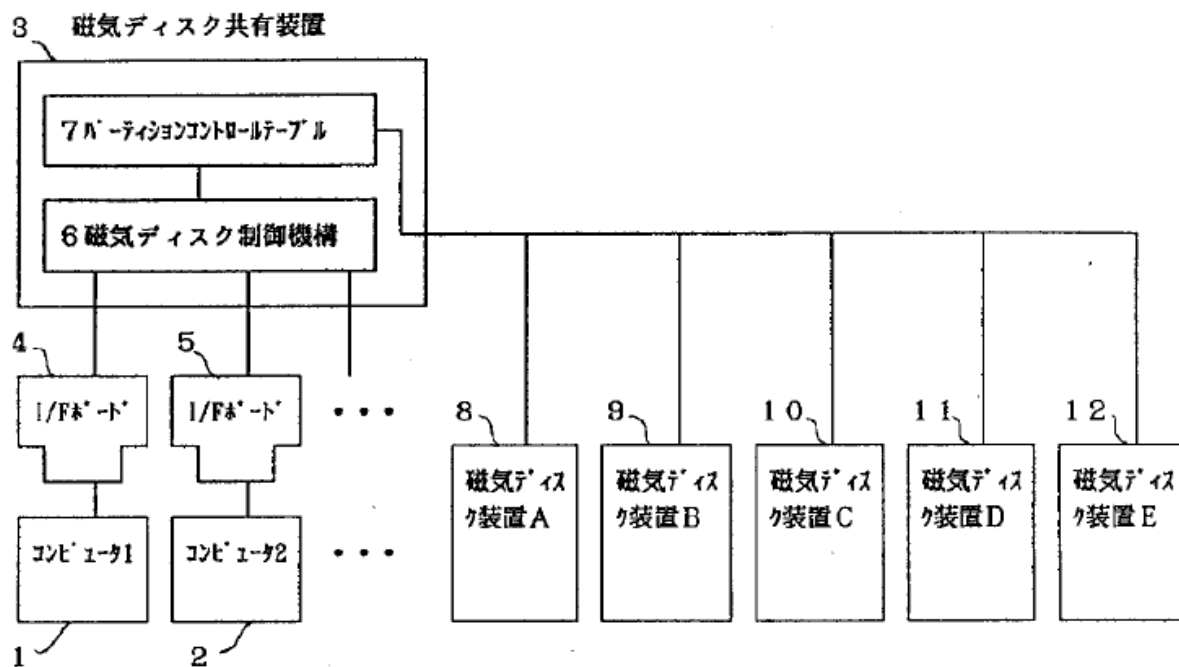 3 磁気ディスク共有装置
7パーティションコントロールテーブル
6磁気ディスク制御機構
4
5
I/Fボード
I/Fボード
・・・
8
9
10
11
12
磁気ディス
ク装置A
磁気ディス
ク装置B
磁気ディス
ク装置C
磁気ディス
ク装置D
磁気ディス
ク装置E
コンピュータ1
コンピュータ2
・・・
1
2